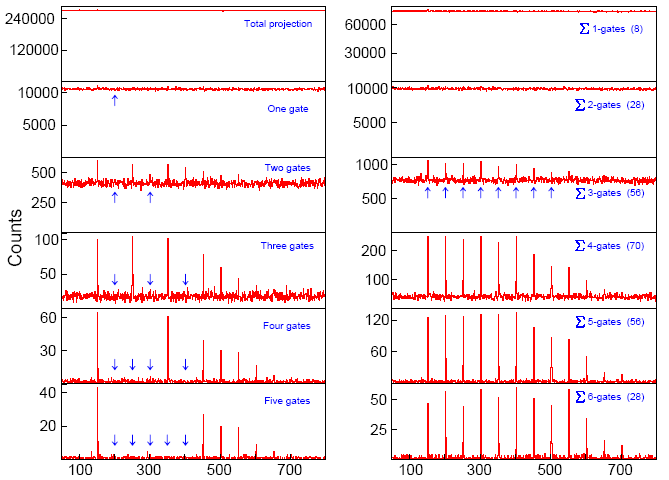 240000
Total projection
120000
60000
∑ 1-gates (8)
30000
10000
One gate
5000
10000
∑ 2-gates (28)
5000
500
Two gates
250
1000
∑ 3-gates (56)
500
Counts
100
Three gates
50
200
∑ 4-gates (70)
100
60
Four gates
30
120
∑ 5-gates (56)
60
40
Five gates
20
50
∑ 6-gates (28)
25
100 300 500 700
100 300 500 700